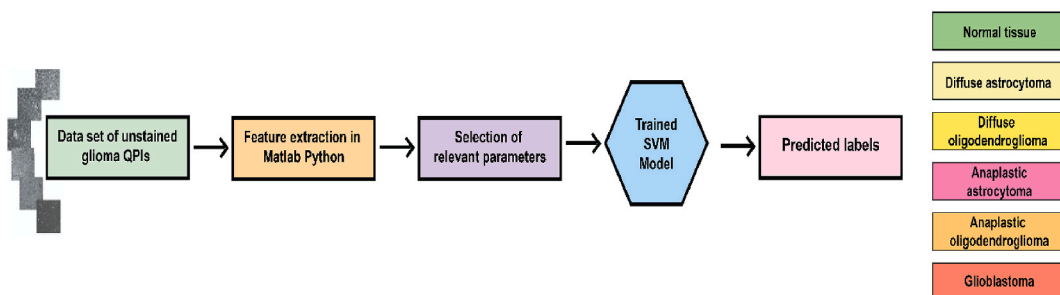 Data set of unstained
glioma QPIs
Feature extraction in
Matlab Python
Selection of
relevant parameters
Trained
SVM
Model
Predicted labels
Normal tissue
Diffuse astrocytoma
Diffuse
oligodendroglioma
Anaplastic
astrocytoma
Anaplastic
oligodendroglioma
Glioblastoma